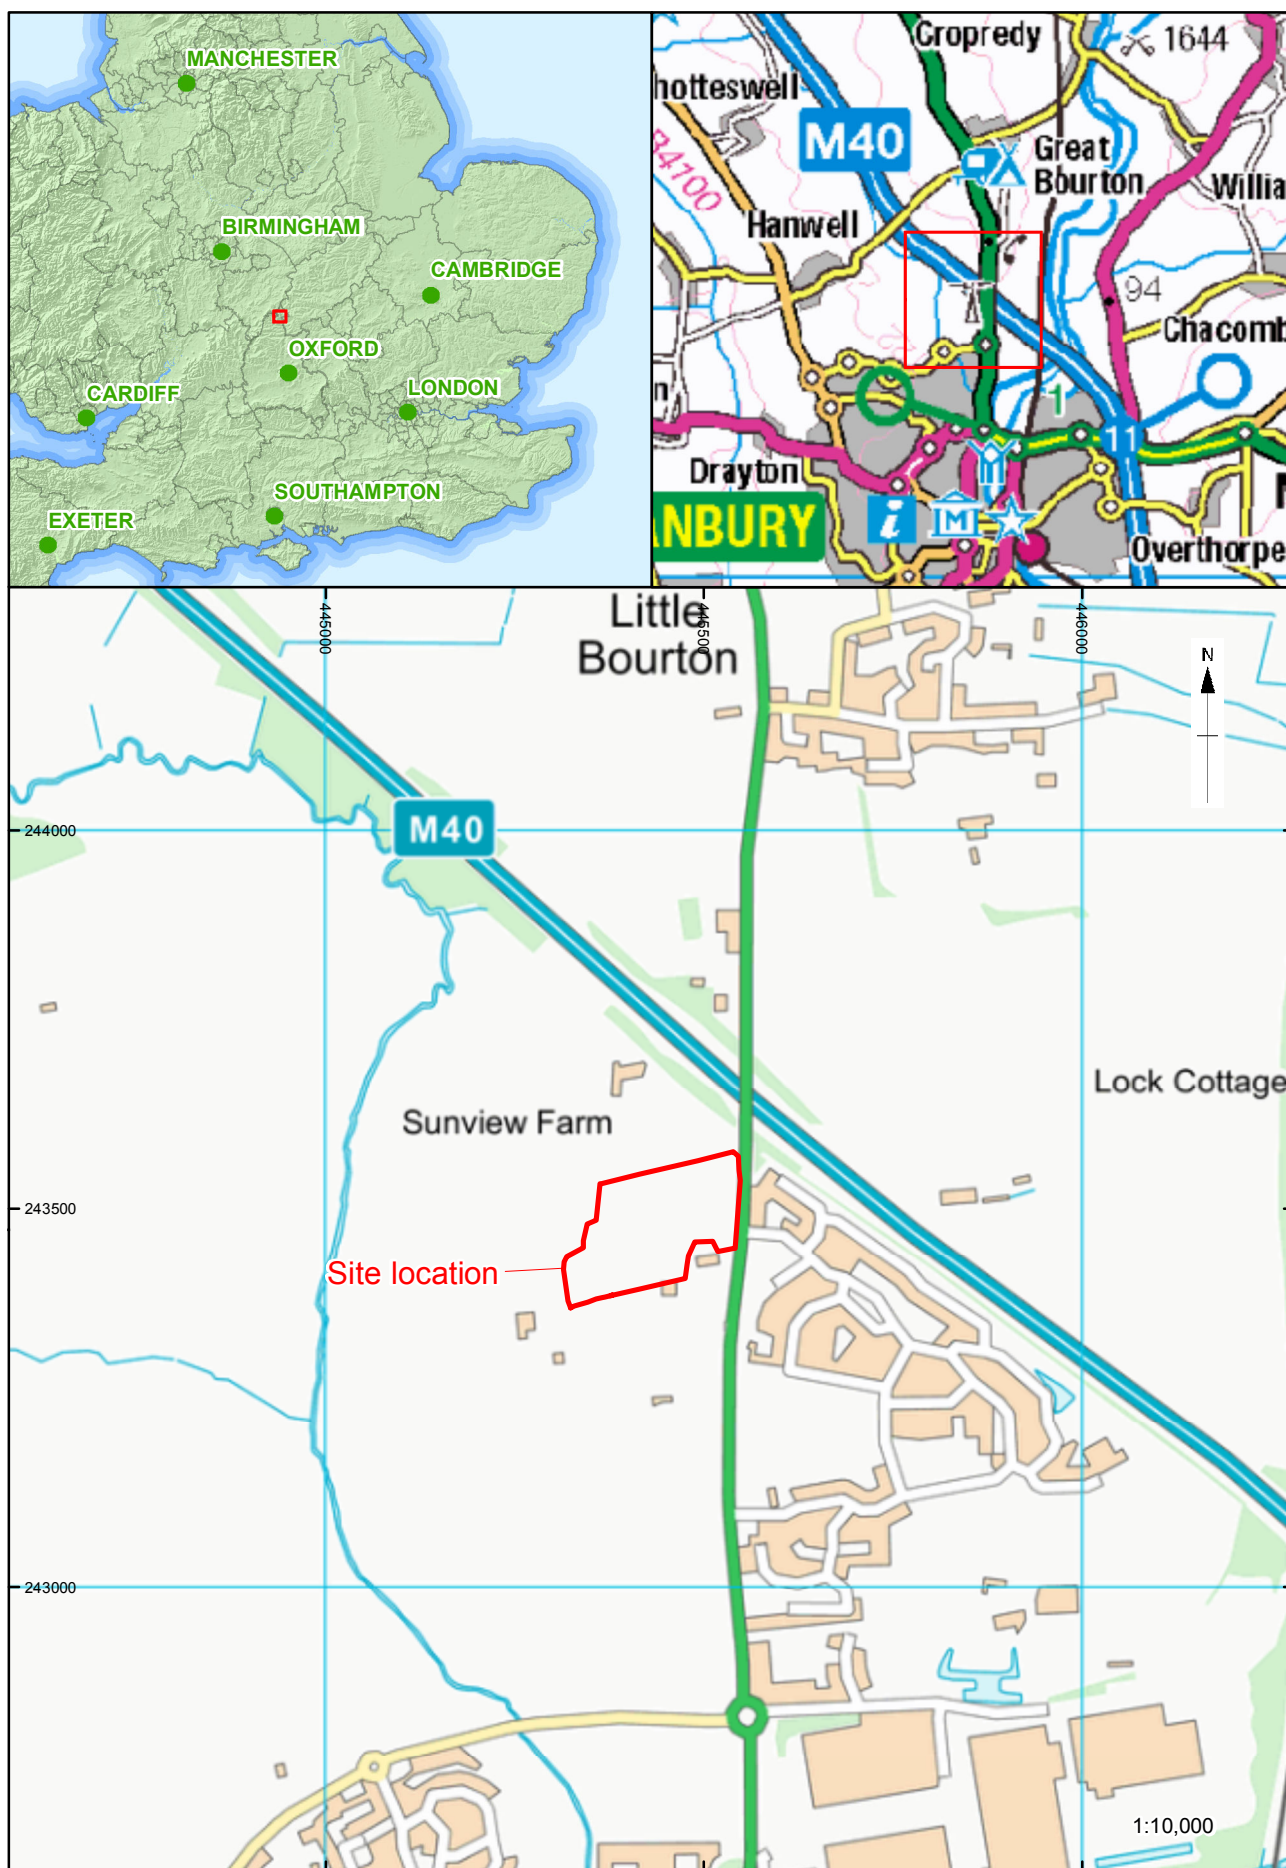 MANCHESTER
BIRMINGHAM
CAMBRIDGE
OXFORD
CARDIFF
LONDON
SOUTHAMPTON
EXETER
Cropredy
1644
hotteswell
M40
Great
Bourton
B4100
Willia
Hanwell
94
Chacomb
1
11
Drayton
n
ANBURY
i
M
Overthorpe
445000
Little
445500
Bourton
446000
N
244000
M40
Lock Cottage
Sunview Farm
243500
Site location
243000
1:10,000